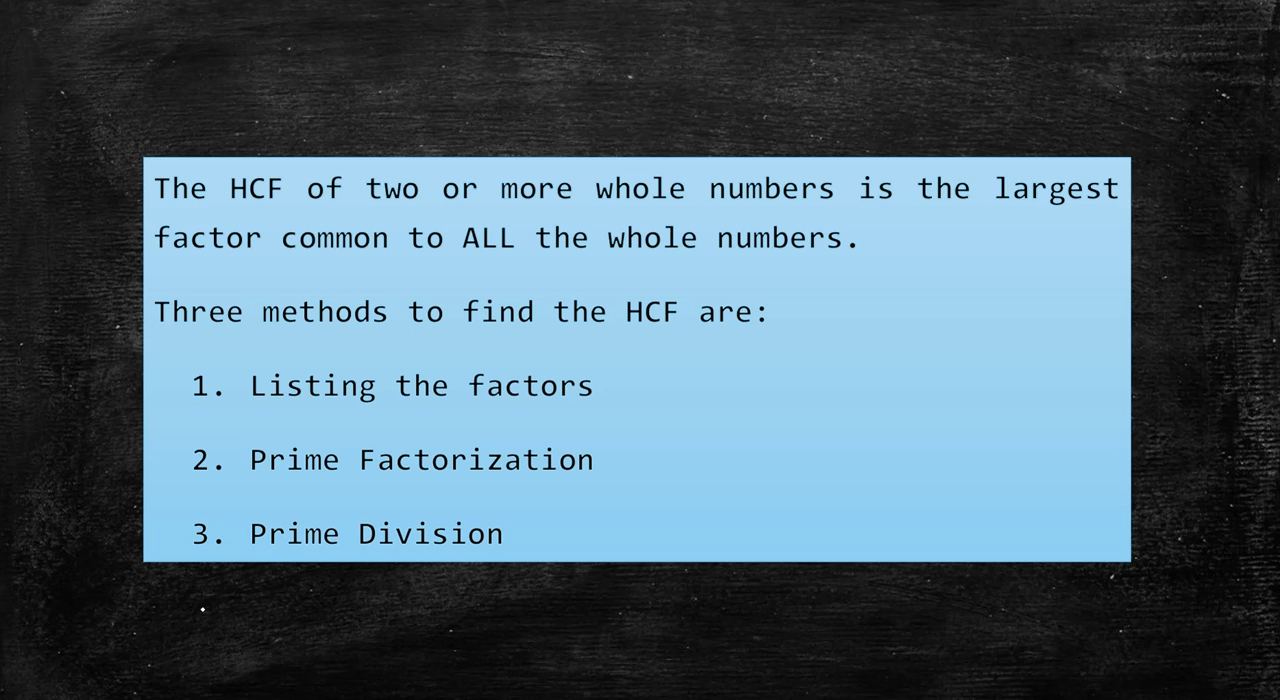 The HCF of two or more whole numbers is the largest
factor common to ALL the whole numbers.
Three methods to find the HCF are:
1. Listing the factors
2. Prime Factorization
3. Prime Division